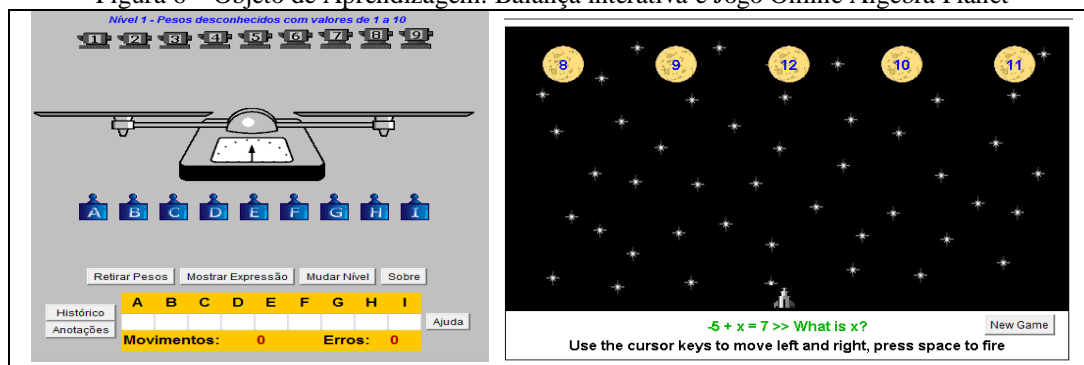 Figura 8 – Objeto de Aprendizagem: Balança interativa e Jogo Online Algebra Planet
Nível 1 - Pesos desconhecidos com valores de 1 a 10
1 2 3 4 5 6 7 8 9
A B C D E F G H I
Retirar Pesos Mostrar Expressão Mudar Nível Sobre
Histórico
Anotações
A B C D E F G H I
Ajuda
Movimentos: 0 Erros: 0
8 9 12 10 11
-5 + x = 7 >> What is x?
New Game
Use the cursor keys to move left and right, press space to fire